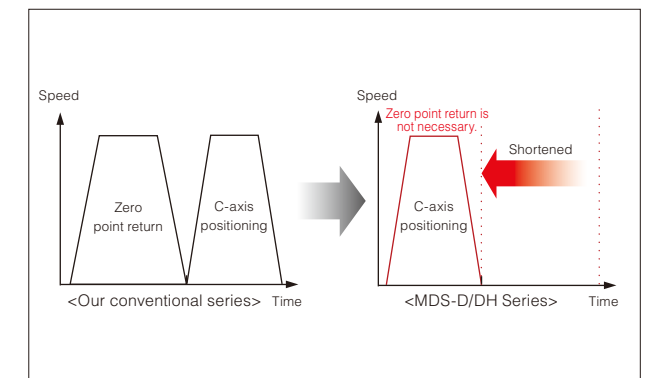 Speed
Zero
point return
C-axis
positioning
<Our conventional series>
Time
Speed
Zero point return is
not necessary.
Shortened
C-axis
positioning
<MDS-D/DH Series>
Time